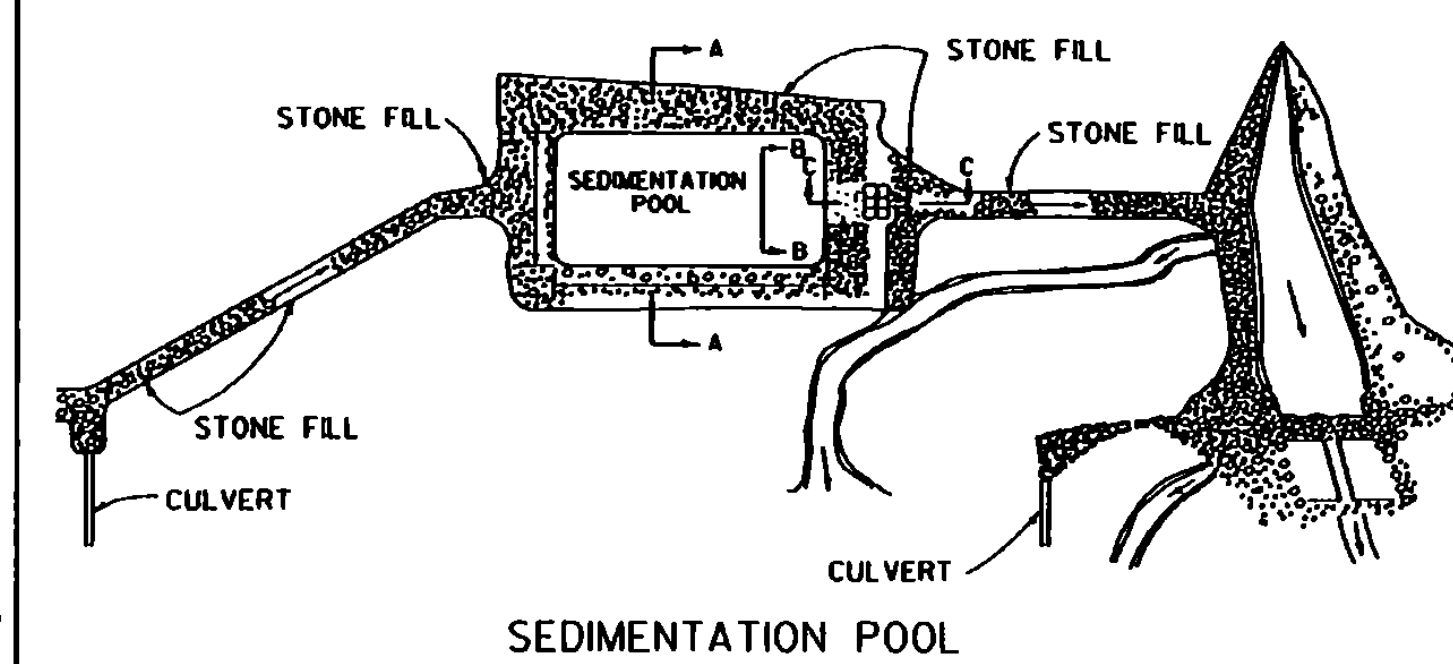 A
STONE FILL
STONE FILL
STONE FILL
B
C
C
SEDIMENTATION
POOL
B
A
STONE FILL
CULVERT
CULVERT
SEDIMENTATION POOL